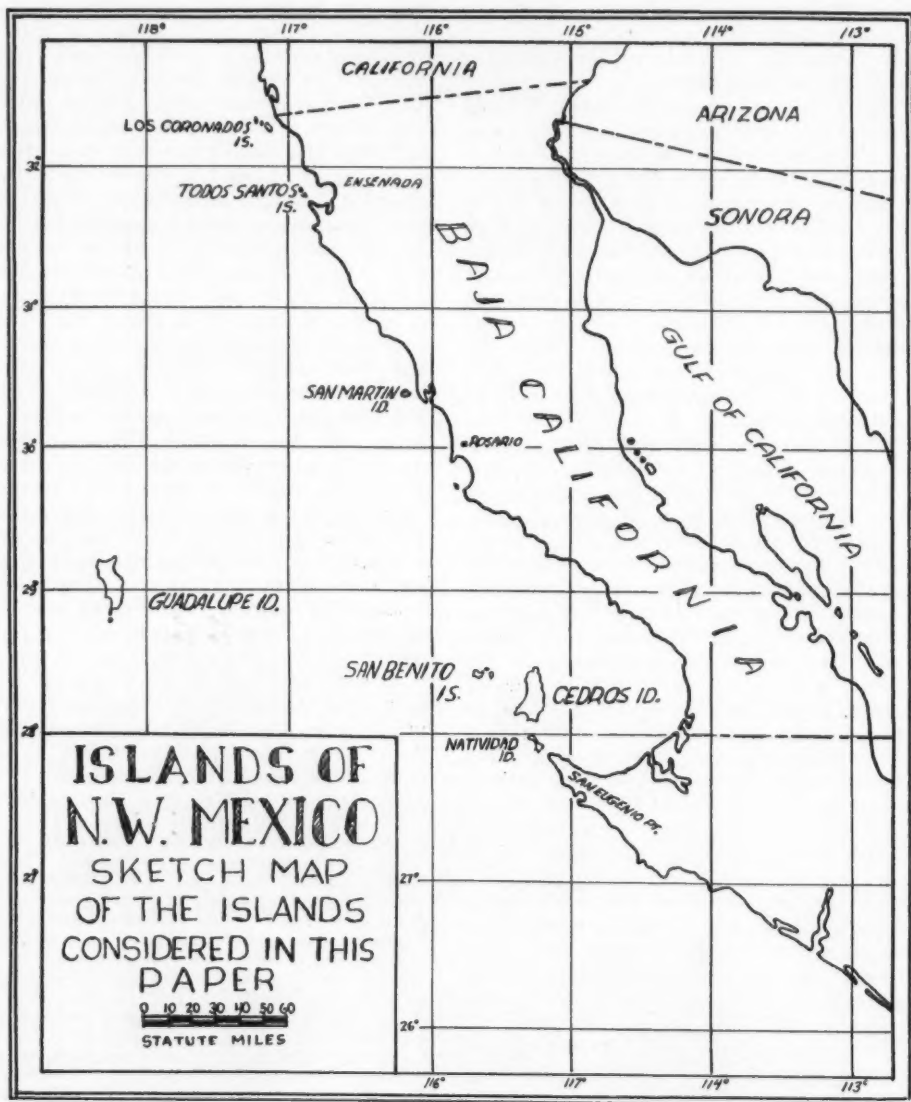 118° 117° 116° 115° 114° 113°
CALIFORNIA
ARIZONA
LOS CORONADOS
IS.
32°
ENSENADA
TODOS SANTOS
IS.
SONORA
BAJA CALIFORNIA
31°
GULF OF CALIFORNIA
SAN MARTIN
ID.
30°
ROSARIO
29°
GUADALUPE ID.
SAN BENITO
IS.
CEDROS ID.
28°
NATIVIDAD
ID.
SAN EUGENIO PT.
ISLANDS OF
N.W. MEXICO
SKETCH MAP
OF THE ISLANDS
CONSIDERED IN THIS
PAPER
0 10 20 30 40 50 60
STATUTE MILES
27° 27°
26°
116° 117° 114° 113°